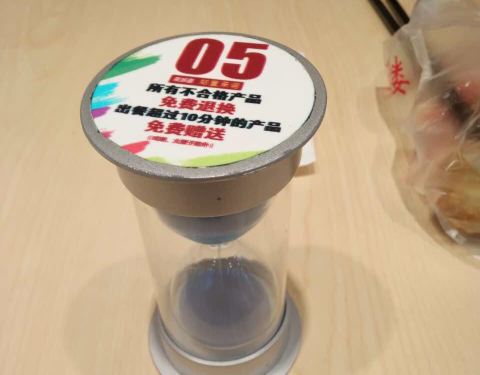 05
所有不合格产品
免费退换
出餐超过10分钟的产品
免费赠送
楼